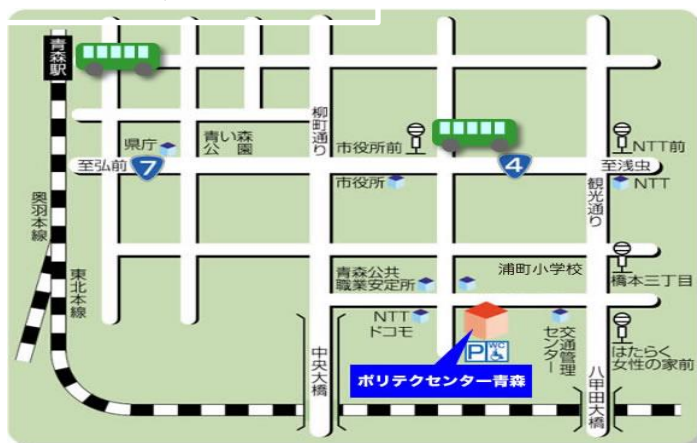 青森駅
県庁
青い森
公園
柳町通り
市役所前
NTT前
至弘前
7
4
至浅虫
市役所
NTT
観光通り
奥羽本線
東北本線
青森公共
職業安定所
浦町小学校
橋本三丁目
NTT
ドコモ
P
WC
交通管理
センター
はたらく
女性の家前
中央大橋
ポリテクセンター青森
八甲田大橋